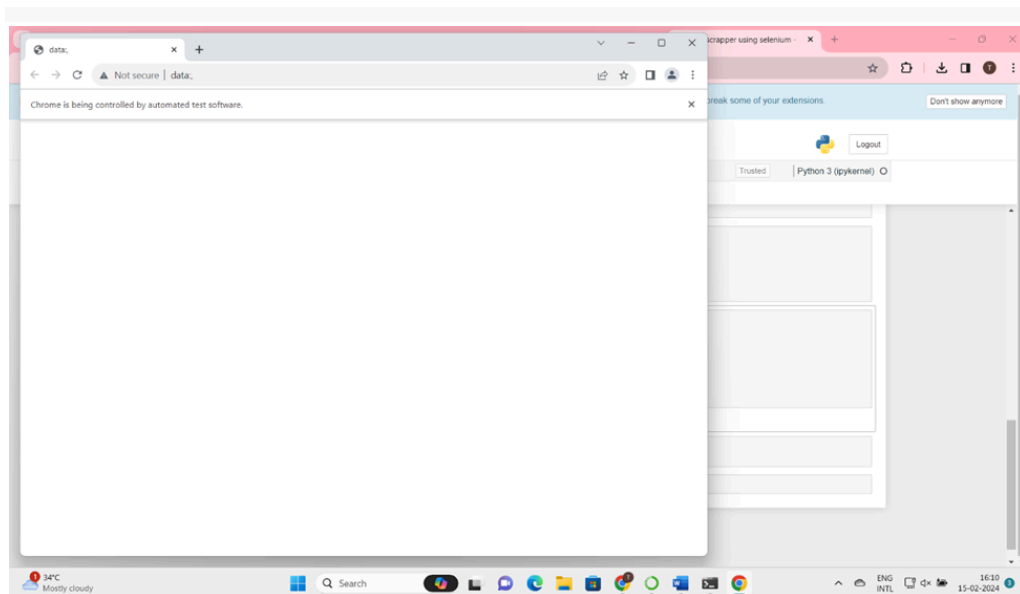 data;
scrapper using selenium -
Not secure | data;
Chrome is being controlled by automated test software.
break some of your extensions.
Don't show anymore
Logout
Trusted
Python 3 (ipykernel)
34°C
Mostly cloudy
Search
ENG
INTL
16:10
15-02-2024